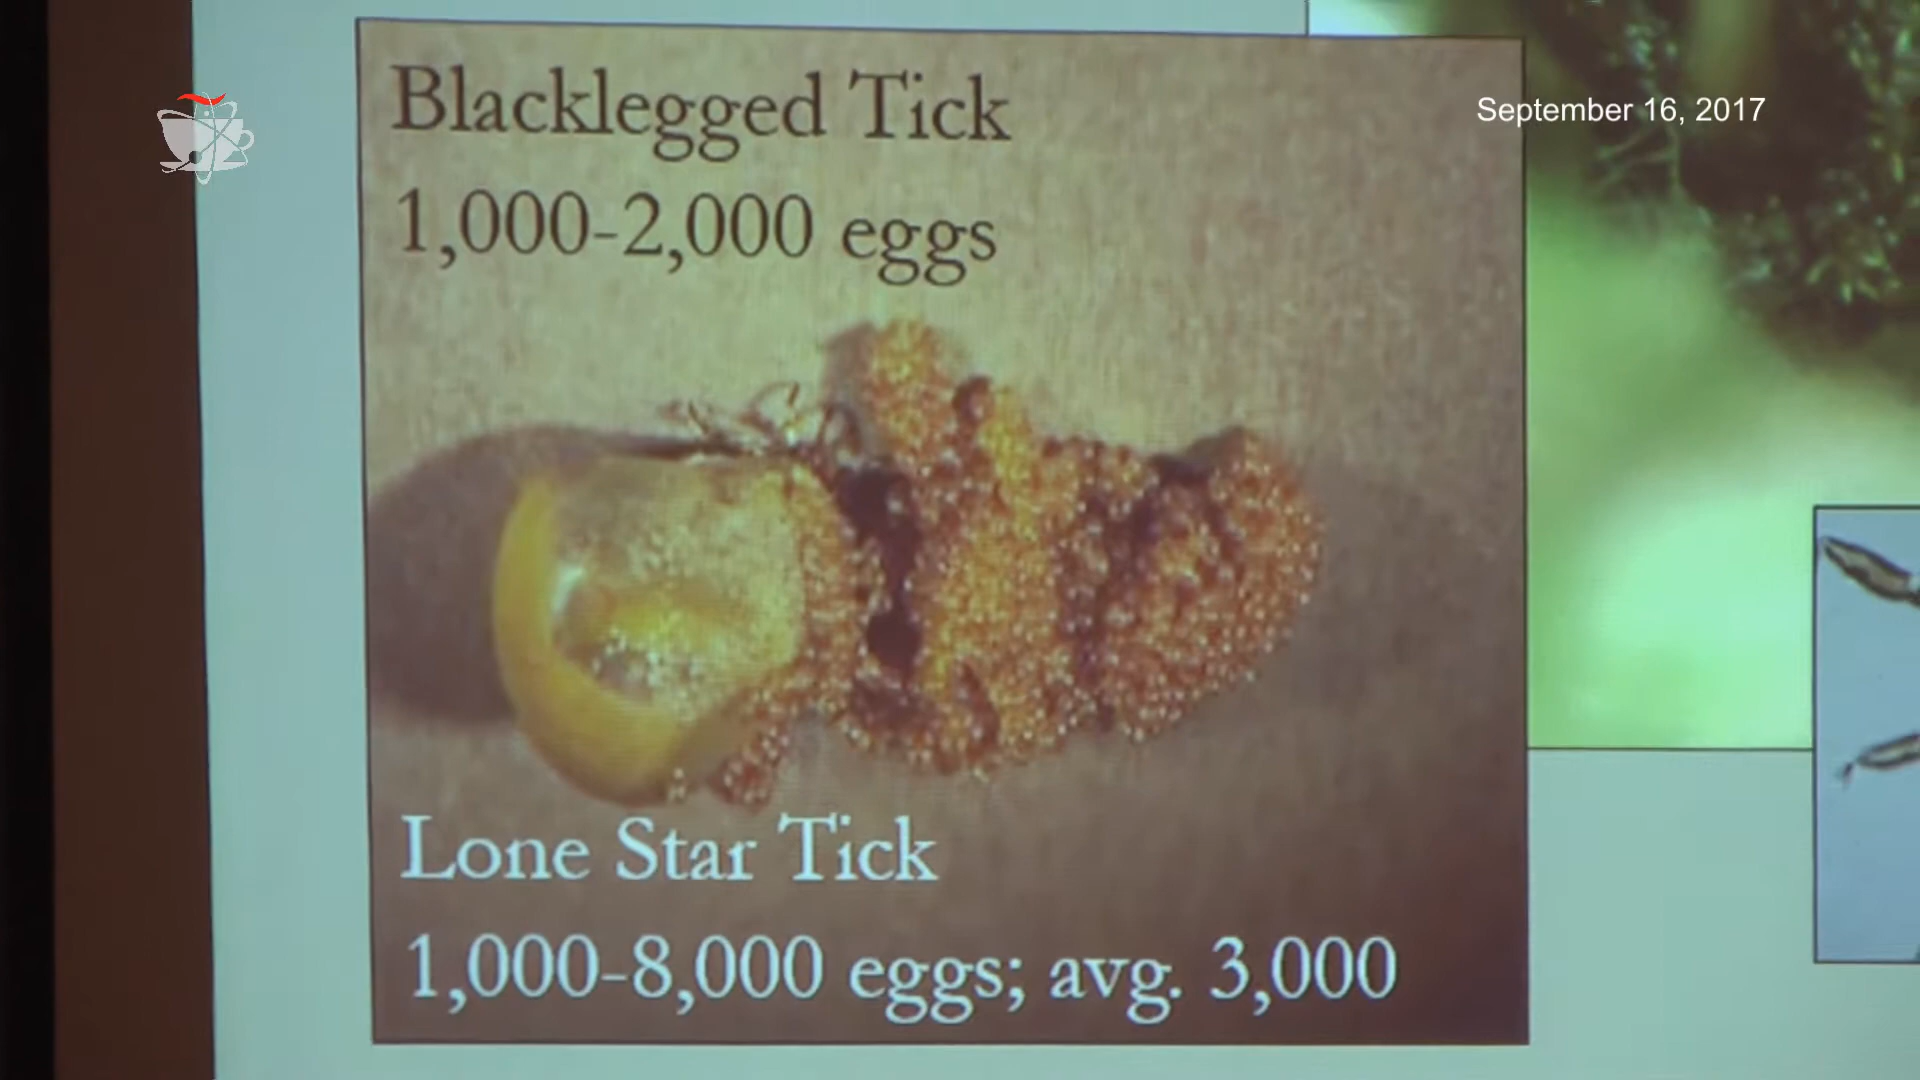 Blacklegged Tick
1,000-2,000 eggs
September 16, 2017
Lone Star Tick
1,000-8,000 eggs; avg. 3,000